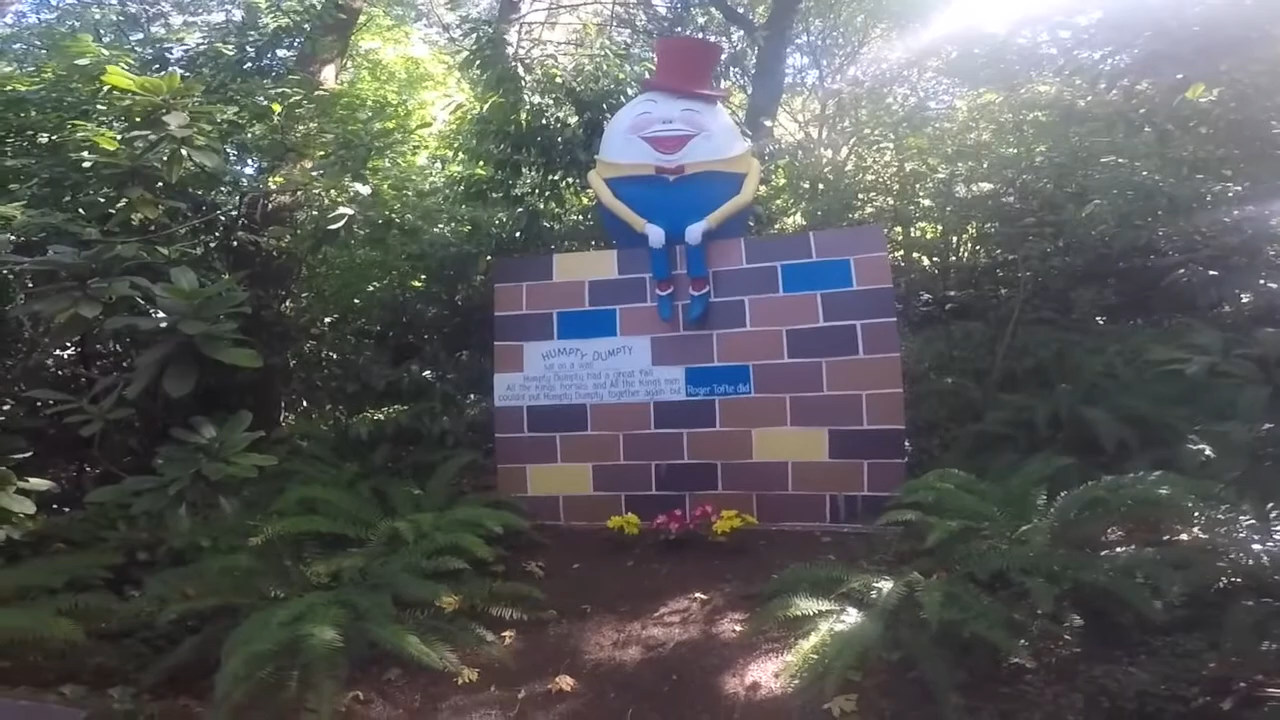 HUMPTY DUMPTY
sat on a wall
Humpty Dumpty had a great fall
All the Kings horses and All the Kings men
couldnt put Humpty Dumpty together again but
Roger Tofte did